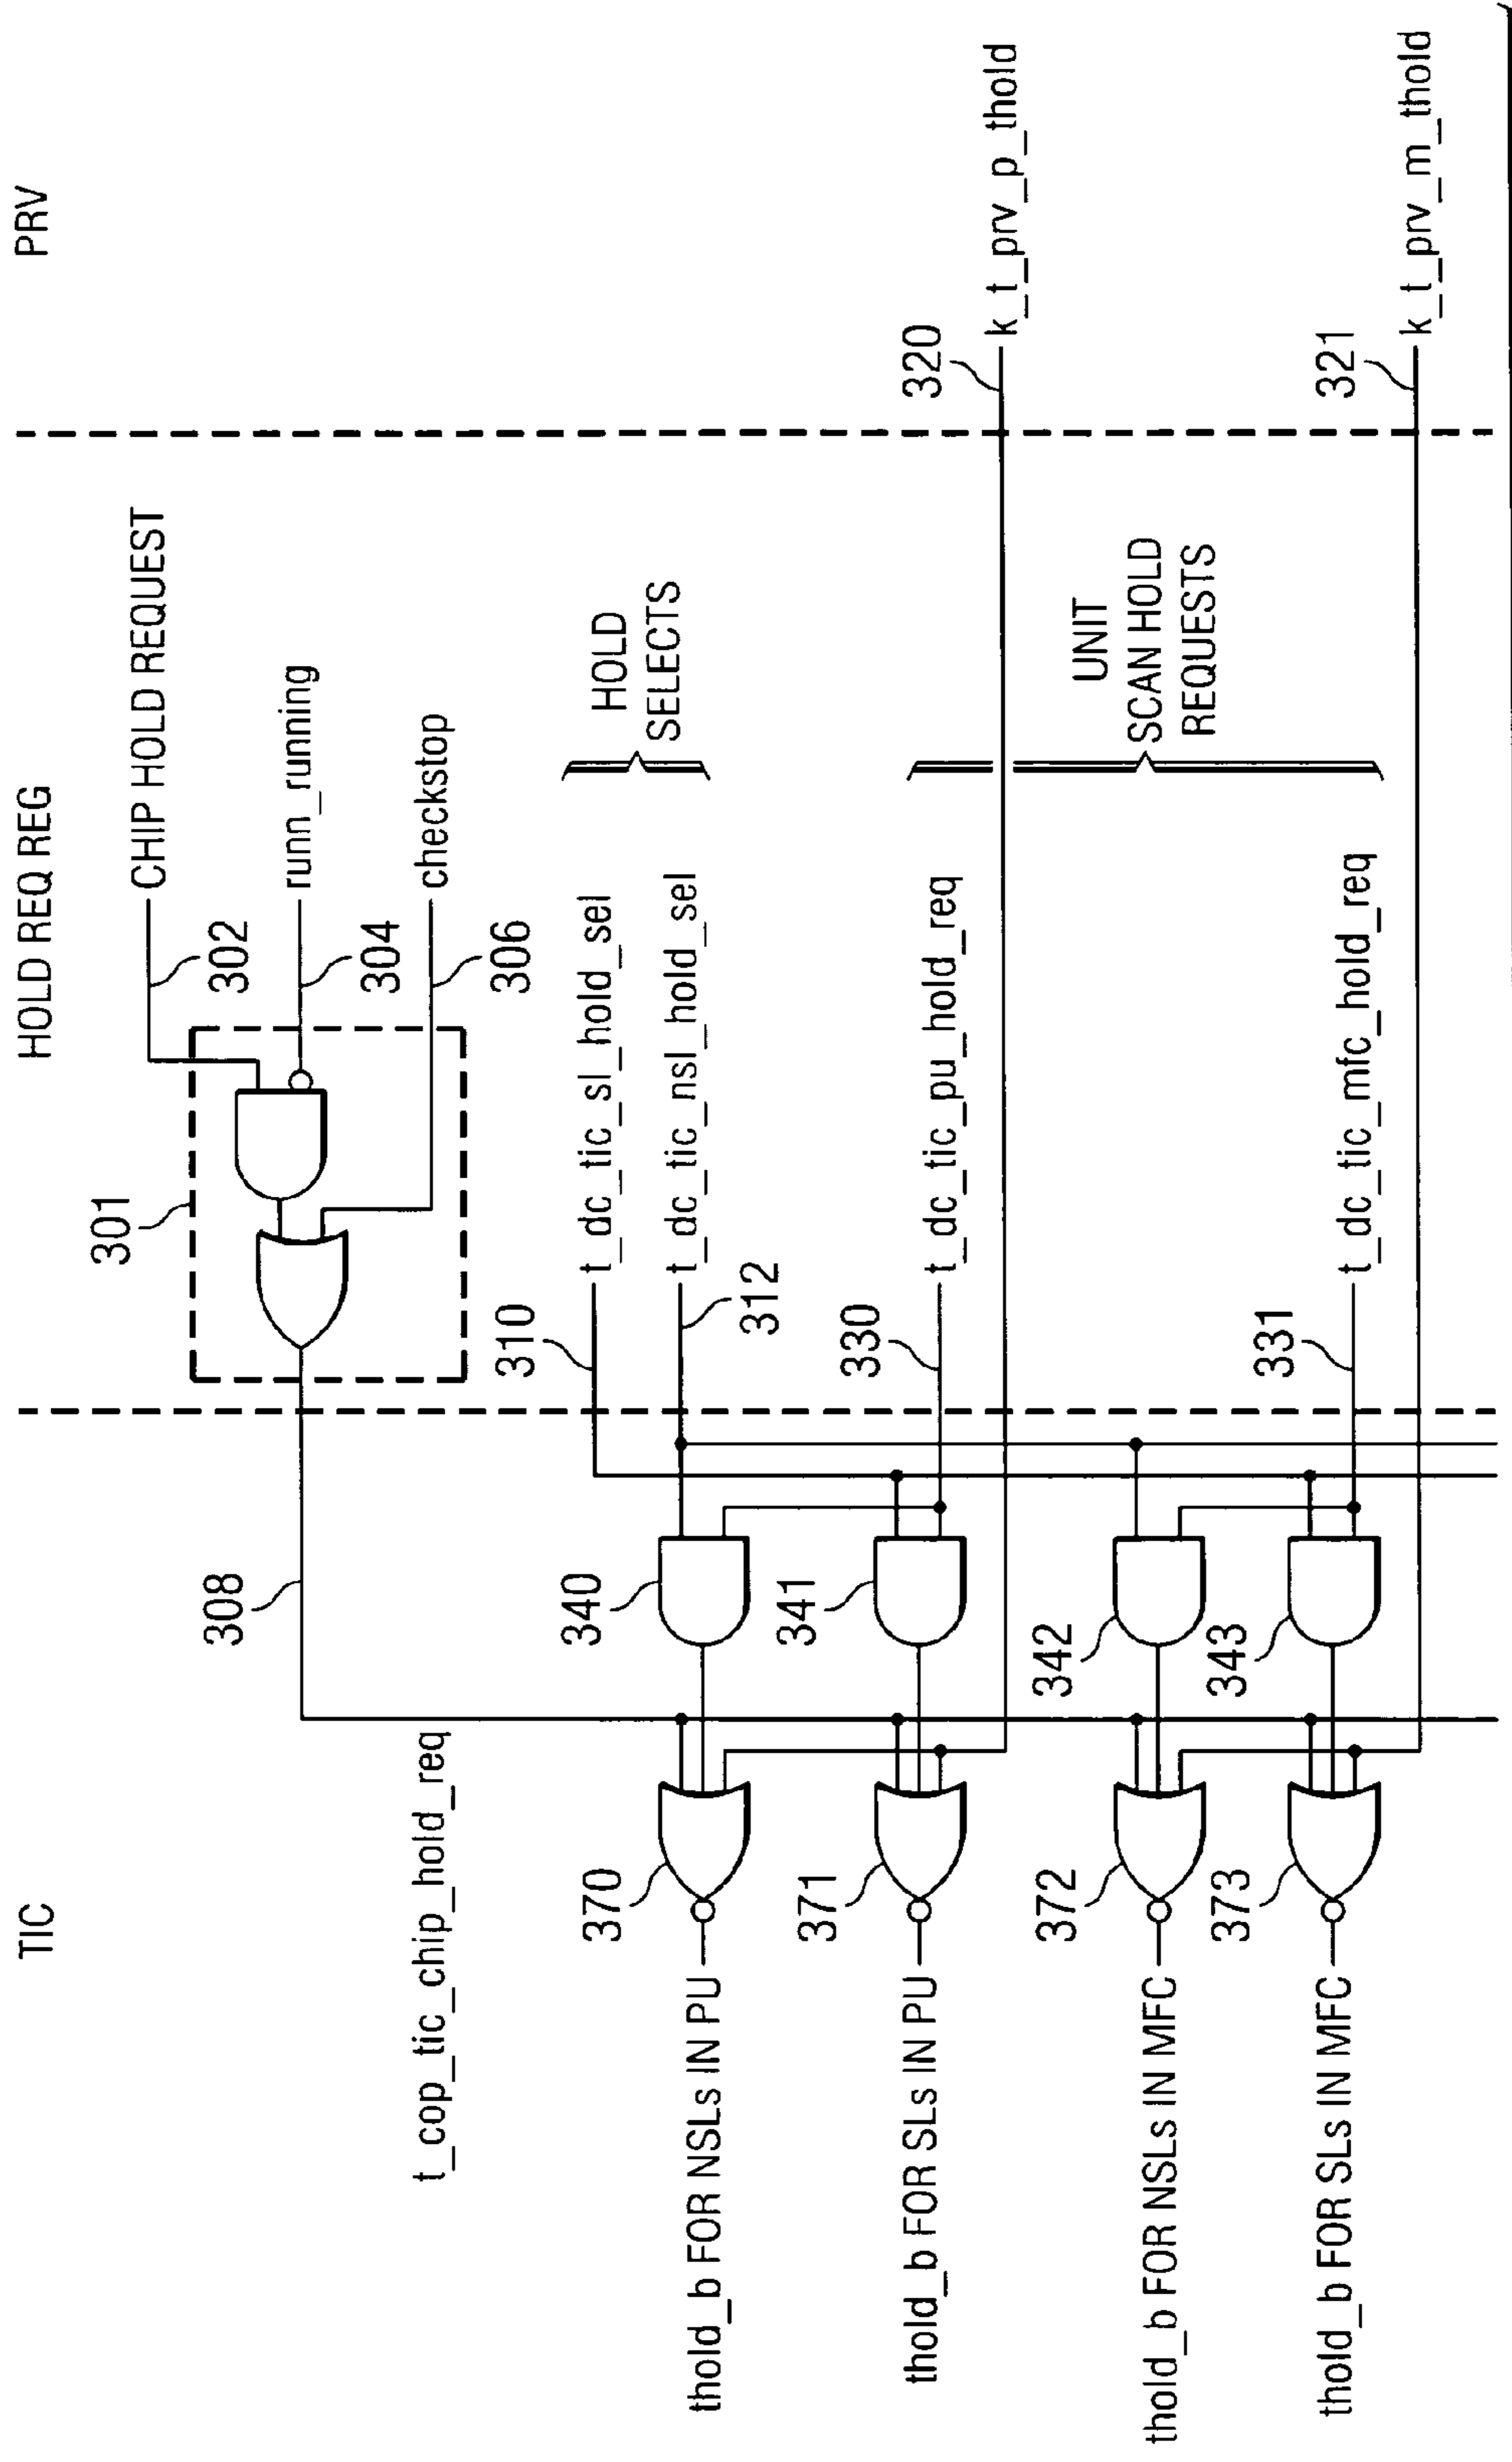 TIC
HOLD REQ REG
PRV
301
CHIP HOLD REQUEST
302
runn_running
304
checkstop
306
308
t_cop_tic_chip_hold_req
310
t_dc_tic_sl_hold_sel
t_dc_tic_nsl_hold_sel
312
HOLD
SELECTS
340
370
thold_b FOR NSLs IN PU
330
t_dc_tic_pu_hold_req
341
371
thold_b FOR SLs IN PU
320
k_t_prv_p_thold
UNIT
SCAN HOLD
REQUESTS
342
372
thold_b FOR NSLs IN MFC
331
t_dc_tic_mfc_hold_req
343
373
thold_b FOR SLs IN MFC
321
k_t_prv_m_thold